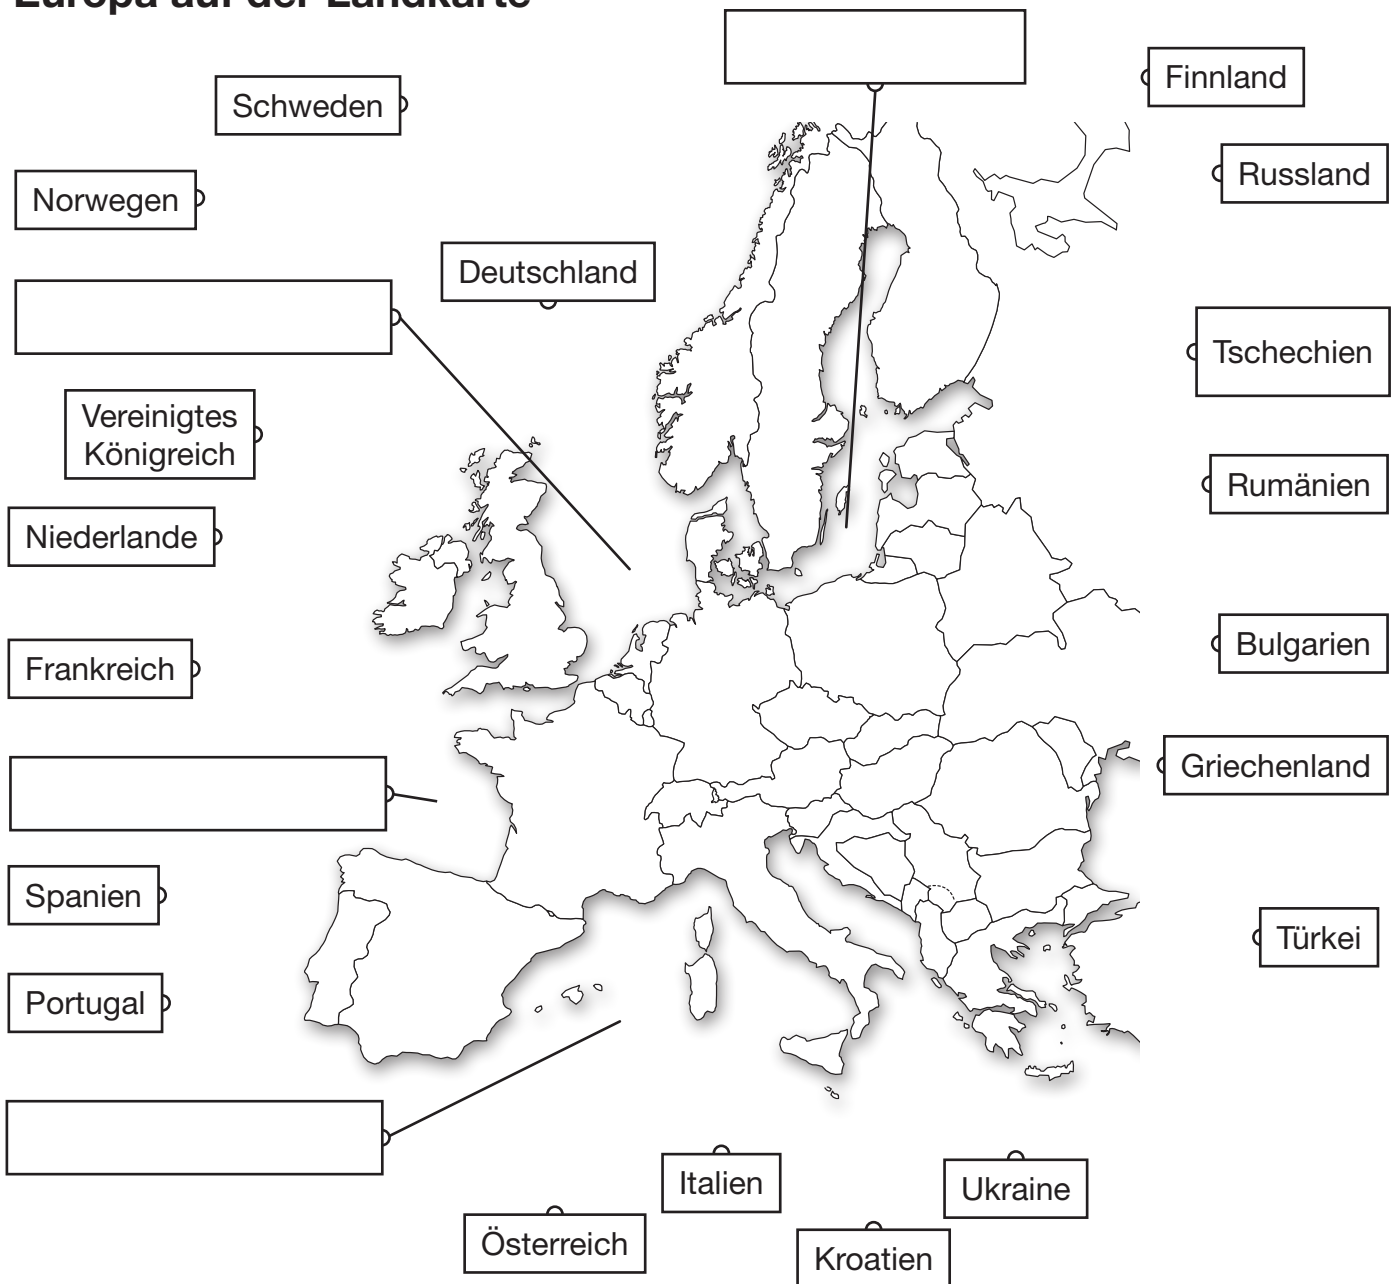 Europa auf der Landkarte
Finnland
Schweden
Russland
Norwegen
Deutschland
Tschechien
Vereinigtes
Königreich
Rumänien
Niederlande
Bulgarien
Frankreich
Griechenland
Spanien
Türkei
Portugal
Italien
Ukraine
Österreich
Kroatien